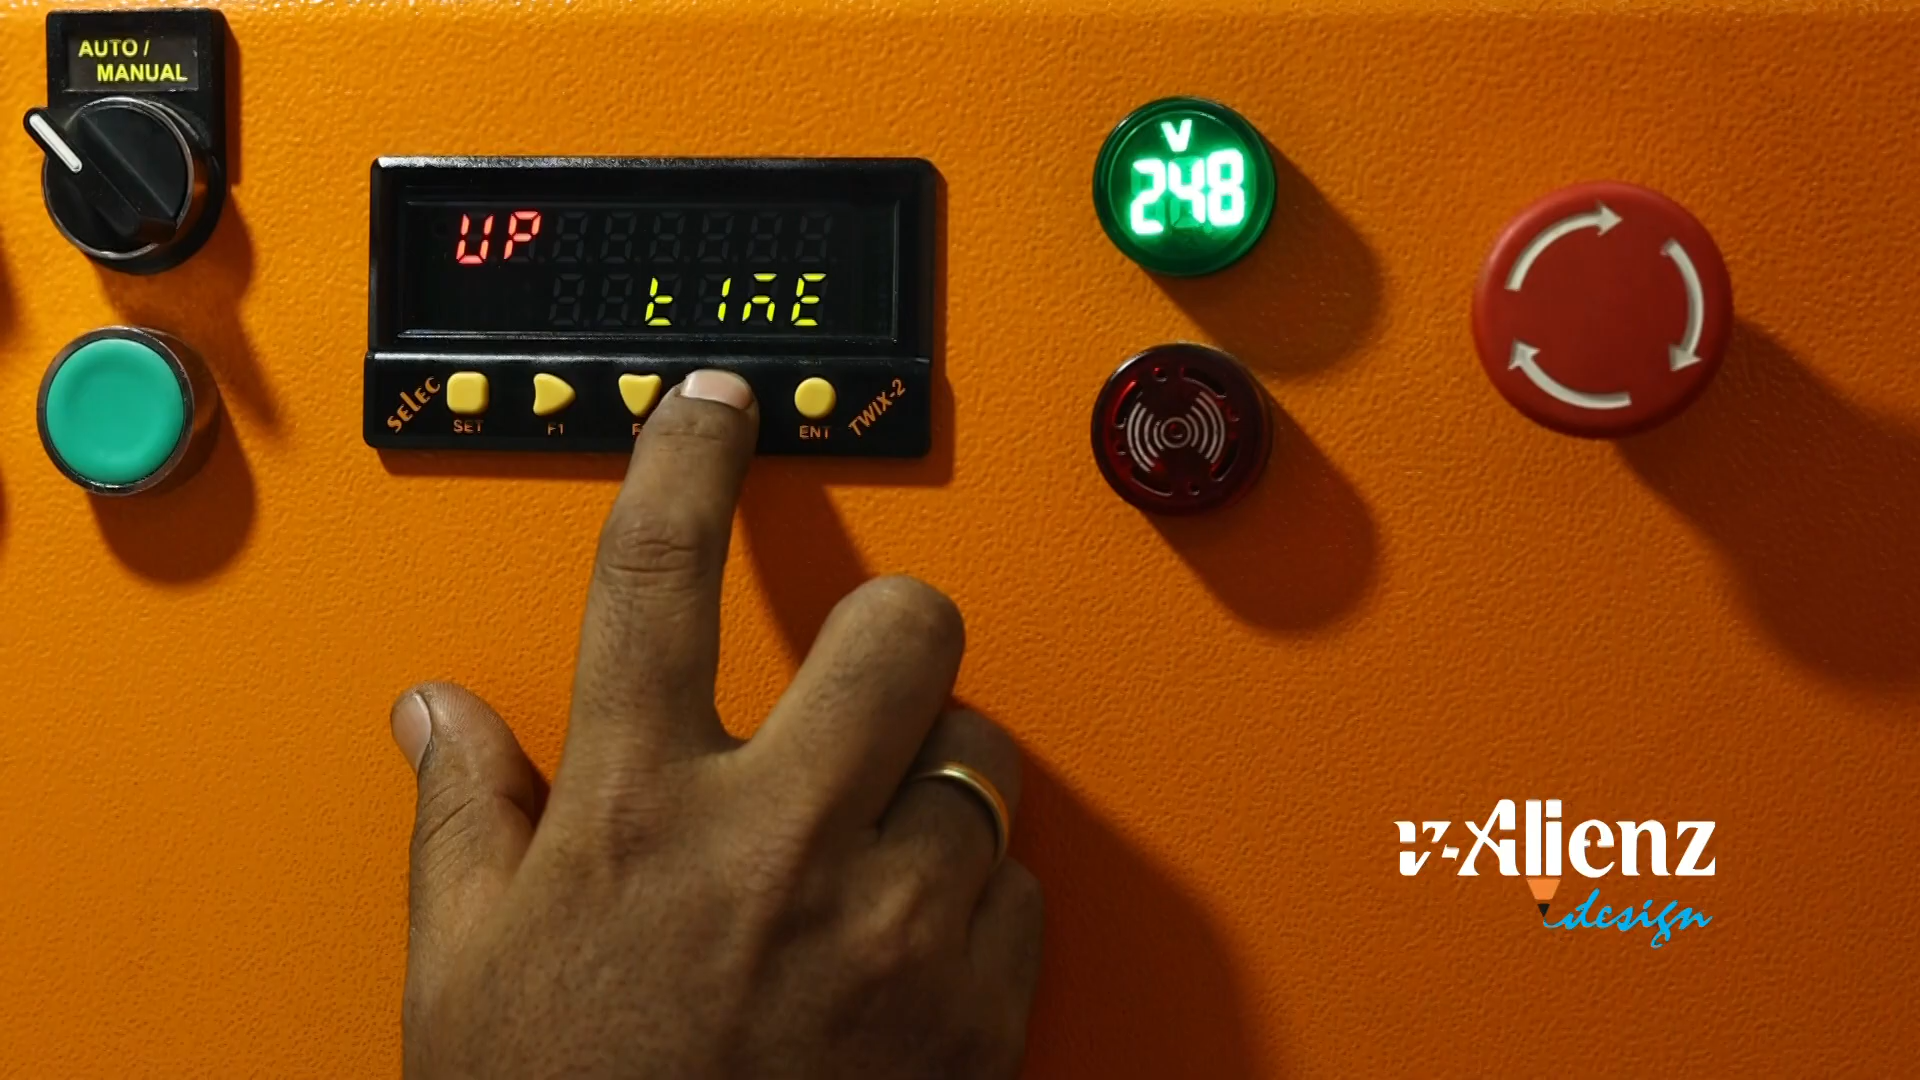 AUTO /
MANUAL
UP
timE
V
248
selec
SET
F1
ENT
TWIX-2
v-Alienz
design